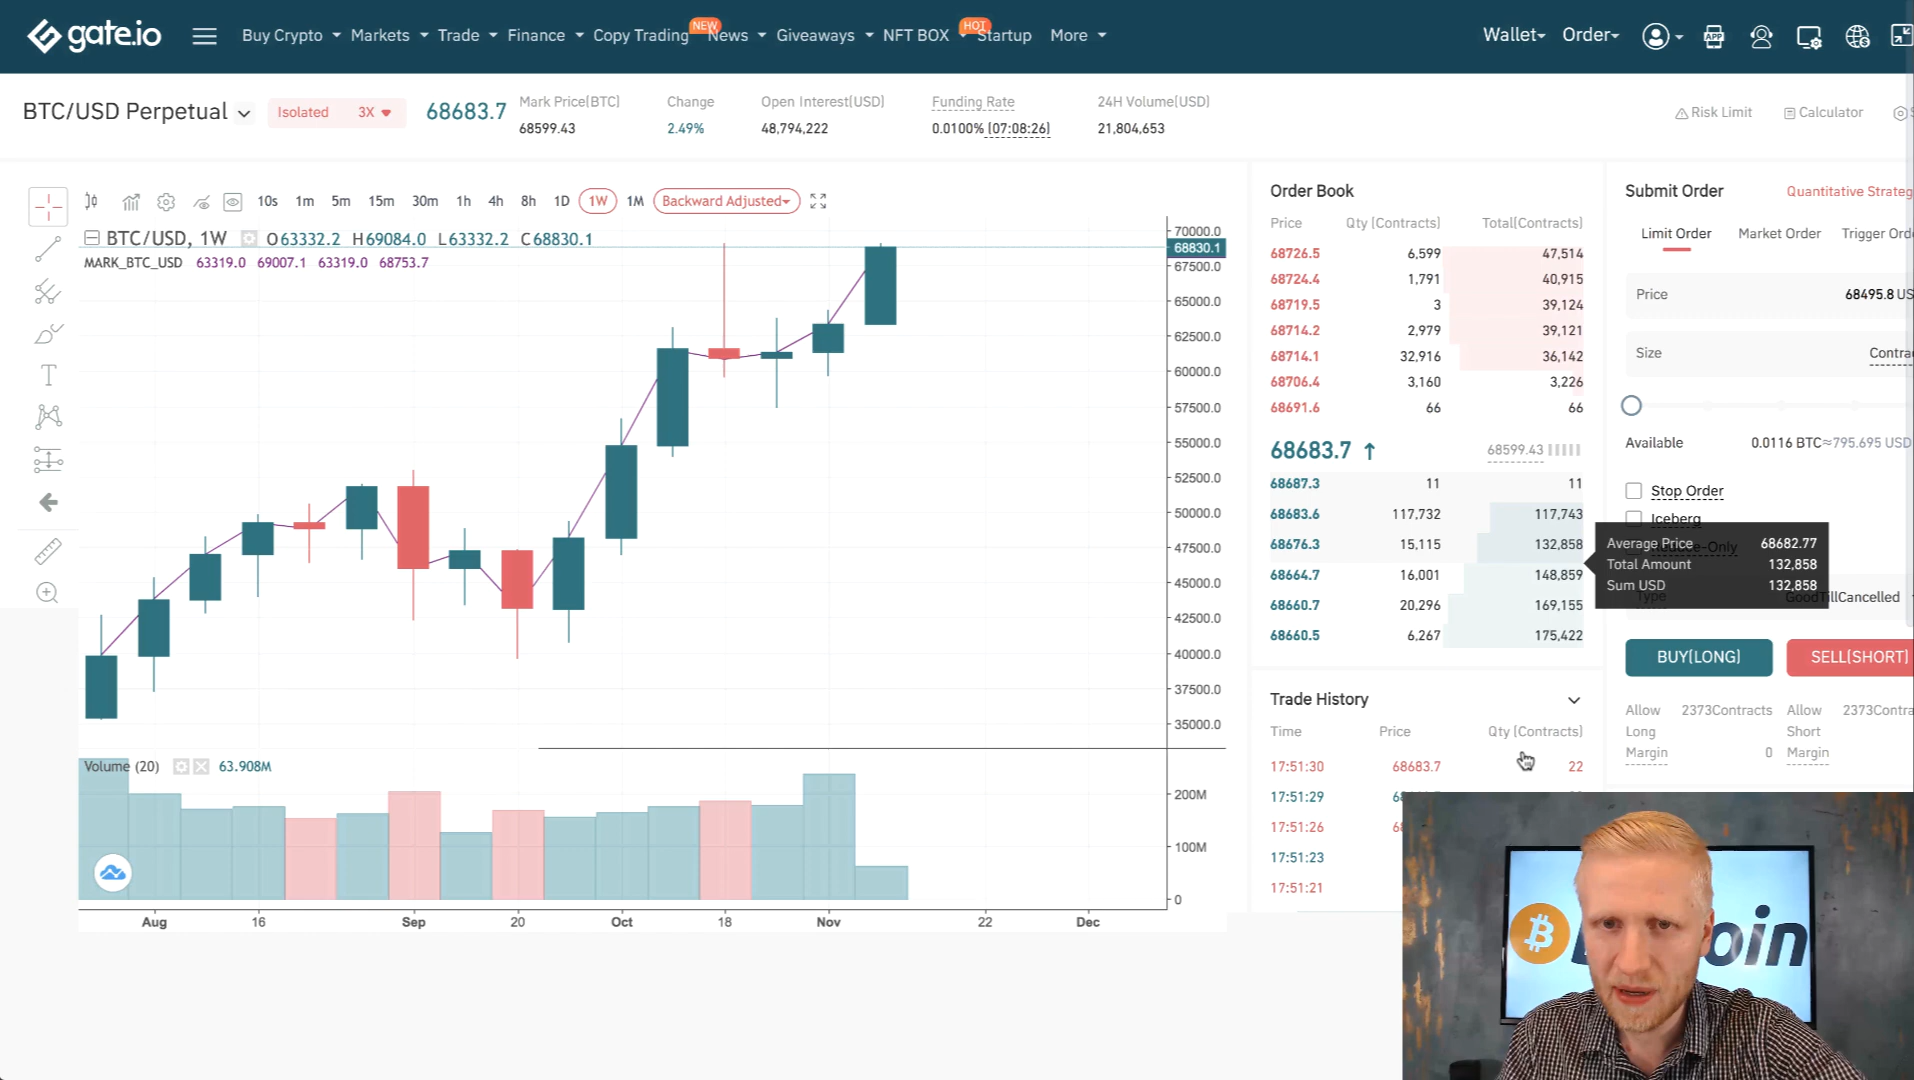 gate.io Buy Crypto Markets Trade Finance Copy Trading NEW News Giveaways NFT BOX HOT Startup More Wallet Order APP
BTC/USD Perpetual Isolated 3X 68683.7
Mark Price(BTC) Change Open Interest(USD) Funding Rate 24H Volume(USD)
68599.43 2.49% 48,794,222 0.0100% (07:08:26) 21,804,653
Risk Limit Calculator
10s 1m 5m 15m 30m 1h 4h 8h 1D 1W 1M Backward Adjusted
BTC/USD, 1W O63332.2 H69084.0 L63332.2 C68830.1
MARK_BTC_USD 63319.0 69007.1 63319.0 68753.7
70000.0
68830.1
67500.0
65000.0
62500.0
60000.0
57500.0
55000.0
52500.0
50000.0
47500.0
45000.0
42500.0
40000.0
37500.0
35000.0
Volume (20) 63.908M
200M
100M
0
Aug 16 Sep 20 Oct 18 Nov 22 Dec
Order Book
Price Qty (Contracts) Total(Contracts)
68726.5 6,599 47,514
68724.4 1,791 40,915
68719.5 3 39,124
68714.2 2,979 39,121
68714.1 32,916 36,142
68706.4 3,160 3,226
68691.6 66 66
68683.7 ↑ 68599.43
68687.3 11 11
68683.6 117,732 117,743
68676.3 15,115 132,858
68664.7 16,001 148,859
68660.7 20,296 169,155
68660.5 6,267 175,422
Trade History
Time Price Qty (Contracts)
17:51:30 68683.7 22
17:51:29
17:51:26
17:51:23
17:51:21
Submit Order Quantitative Strateg
Limit Order Market Order Trigger Orde
Price 68495.8 US
Size Contra
Available 0.0116 BTC≈795.695 USD
Stop Order
Iceberg
Reduce-Only
Average Price 68682.77
Total Amount 132,858
Sum USD 132,858
Type GoodTillCancelled
BUY(LONG) SELL(SHORT)
Allow Long 2373Contracts Allow Short 2373Contra
Margin 0 Margin
B oin